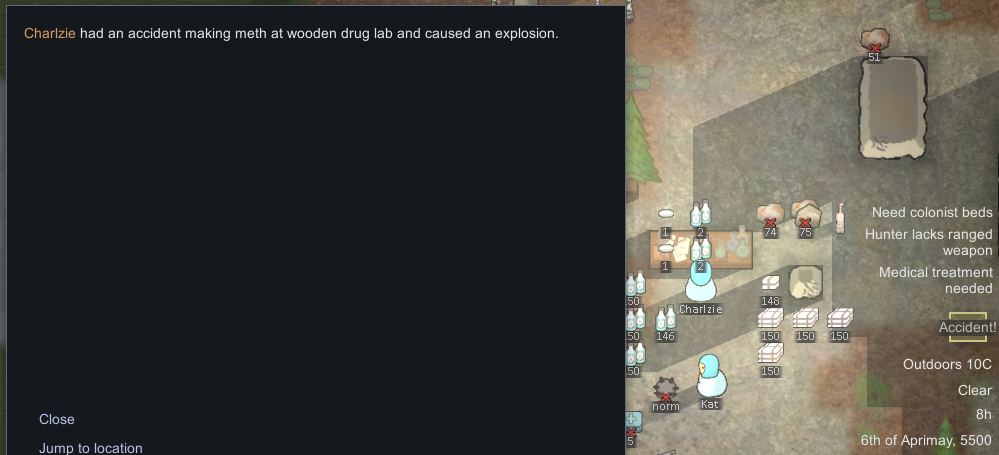 Charlzie had an accident making meth at wooden drug lab and caused an explosion.
51
1
2
74
75
Need colonist beds
1
2
Hunter lacks ranged
weapon
Medical treatment
needed
50
148
Charlzie
50
146
150
150
150
Accident!
50
150
Outdoors 10C
Clear
norm
Kat
8h
Close
5
6th of Aprimay, 5500
Jump to location